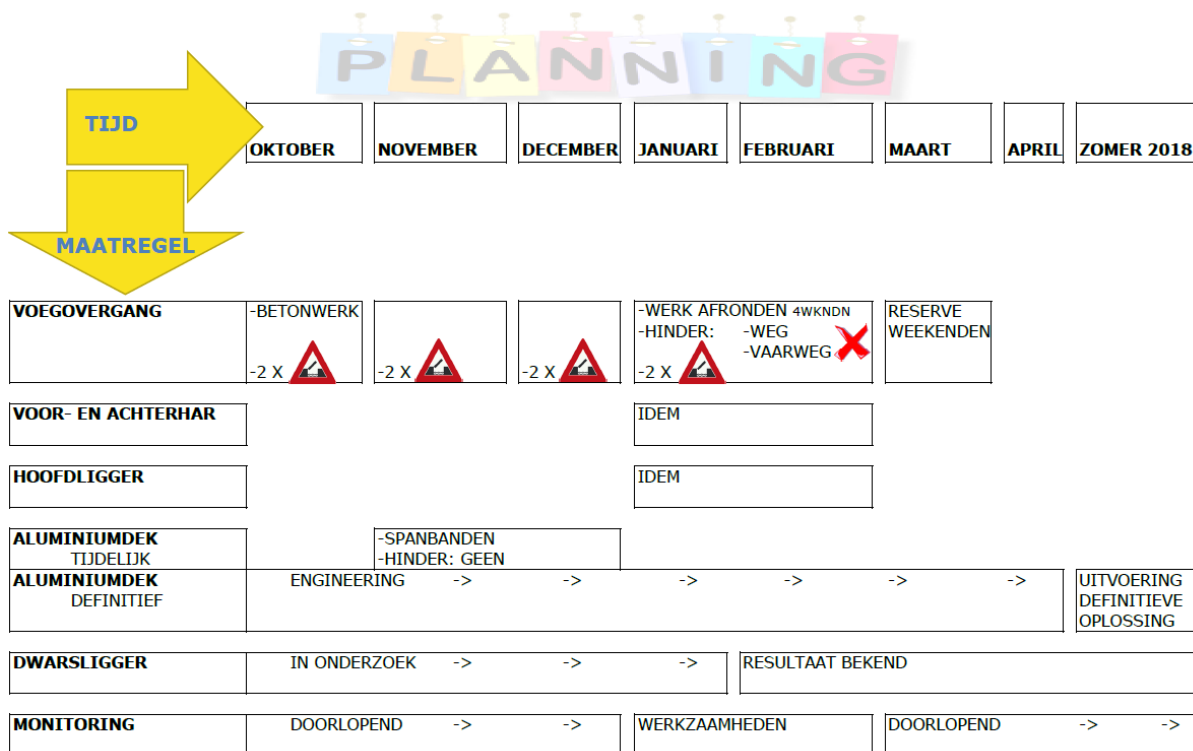 PLANNING
TIJD
OKTOBER NOVEMBER DECEMBER JANUARI FEBRUARI MAART APRIL ZOMER 2018
MAATREGEL
VOEGOVERGANG -BETONWERK -WERK AFRONDEN 4WKNDN RESERVE
-HINDER: -WEG WEEKENDEN
-VAARWEG
-2 X -2 X -2 X -2 X
VOOR- EN ACHTERHAR IDEM
HOOFDLIGGER IDEM
ALUMINIUMDEK -SPANBANDEN
TIJDELIJK -HINDER: GEEN
ALUMINIUMDEK ENGINEERING -> -> -> -> -> -> UITVOERING
DEFINITIEF DEFINITIEVE
OPLOSSING
DWARSLIGGER IN ONDERZOEK -> -> -> RESULTAAT BEKEND
MONITORING DOORLOPEND -> -> WERKZAAMHEDEN DOORLOPEND -> ->